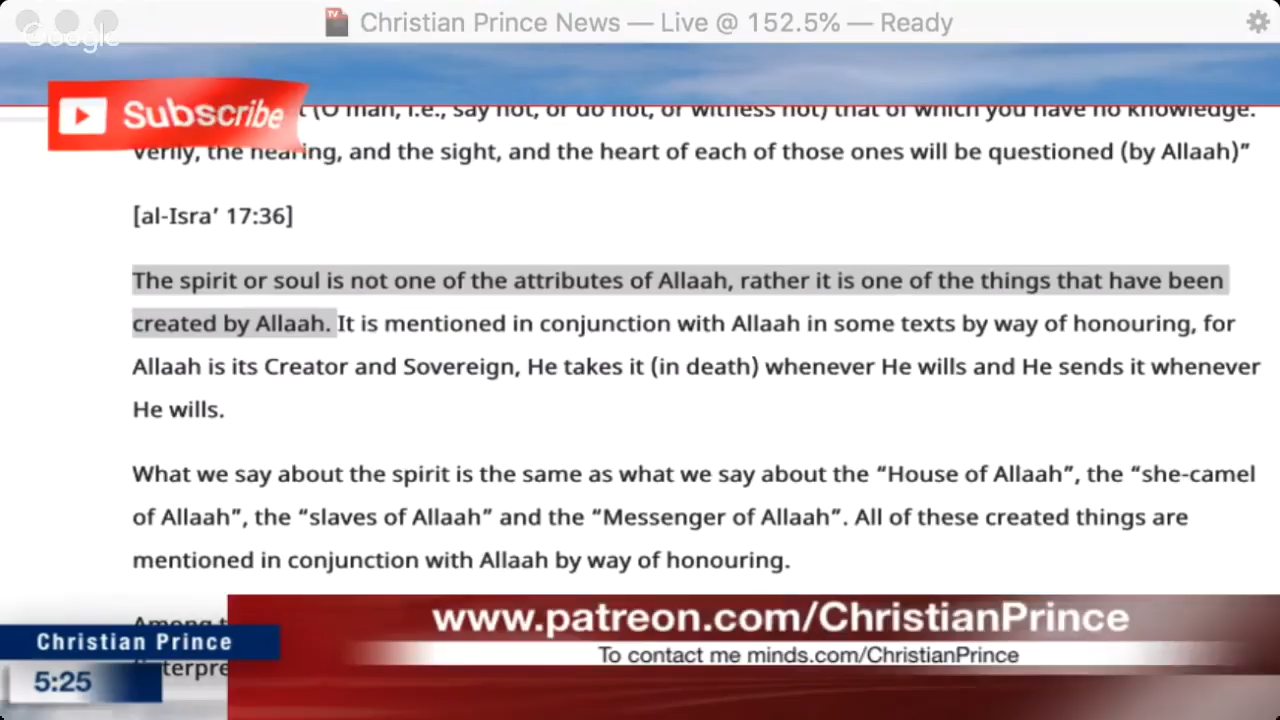 Christian Prince News — Live @ 152.5% — Ready
Google
Subscribe
(O man, i.e., say not, or do not, or witness not) that of which you have no knowledge.
Verily, the hearing, and the sight, and the heart of each of those ones will be questioned (by Allaah)”
[al-Isra’ 17:36]
The spirit or soul is not one of the attributes of Allaah, rather it is one of the things that have been
created by Allaah. It is mentioned in conjunction with Allaah in some texts by way of honouring, for
Allaah is its Creator and Sovereign, He takes it (in death) whenever He wills and He sends it whenever
He wills.
What we say about the spirit is the same as what we say about the “House of Allaah”, the “she-camel
of Allaah”, the “slaves of Allaah” and the “Messenger of Allaah”. All of these created things are
mentioned in conjunction with Allaah by way of honouring.
Among
www.patreon.com/ChristianPrince
Christian Prince
To contact me minds.com/ChristianPrince
5:25